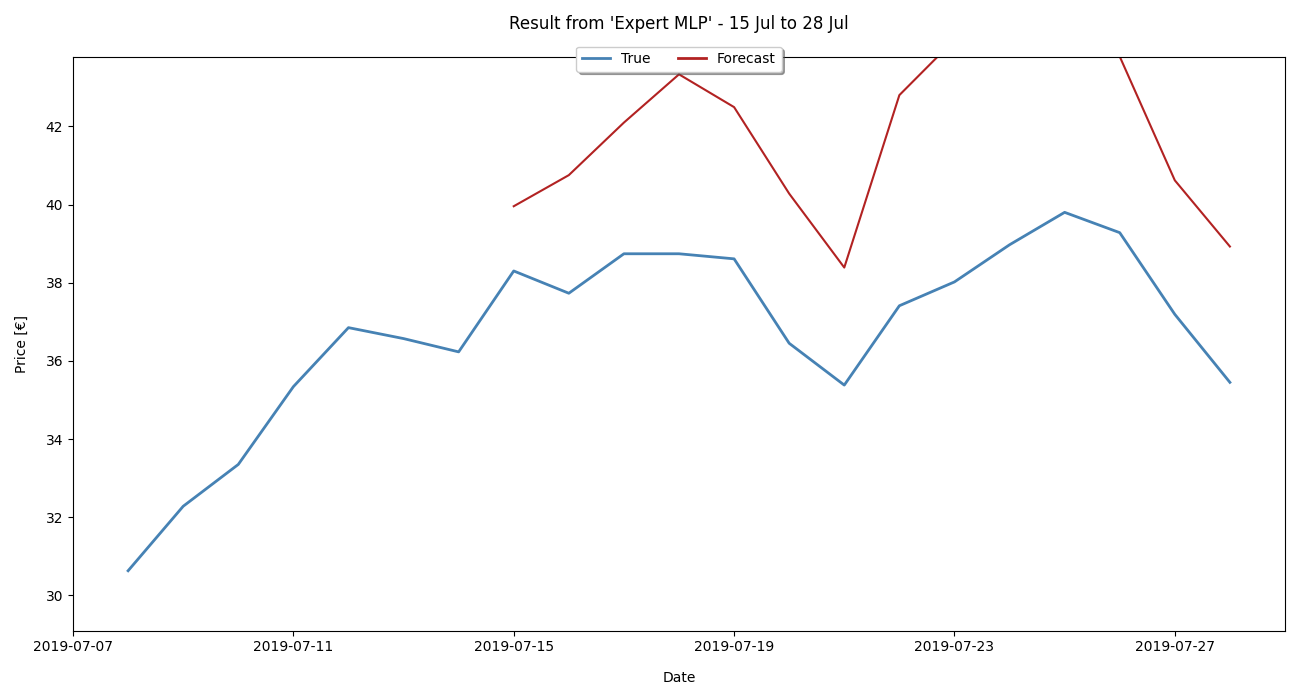 Result from 'Expert MLP' - 15 Jul to 28 Jul
True Forecast
42
40
38
36
34
32
30
Price [€]
2019-07-07 2019-07-11 2019-07-15 2019-07-19 2019-07-23 2019-07-27
Date